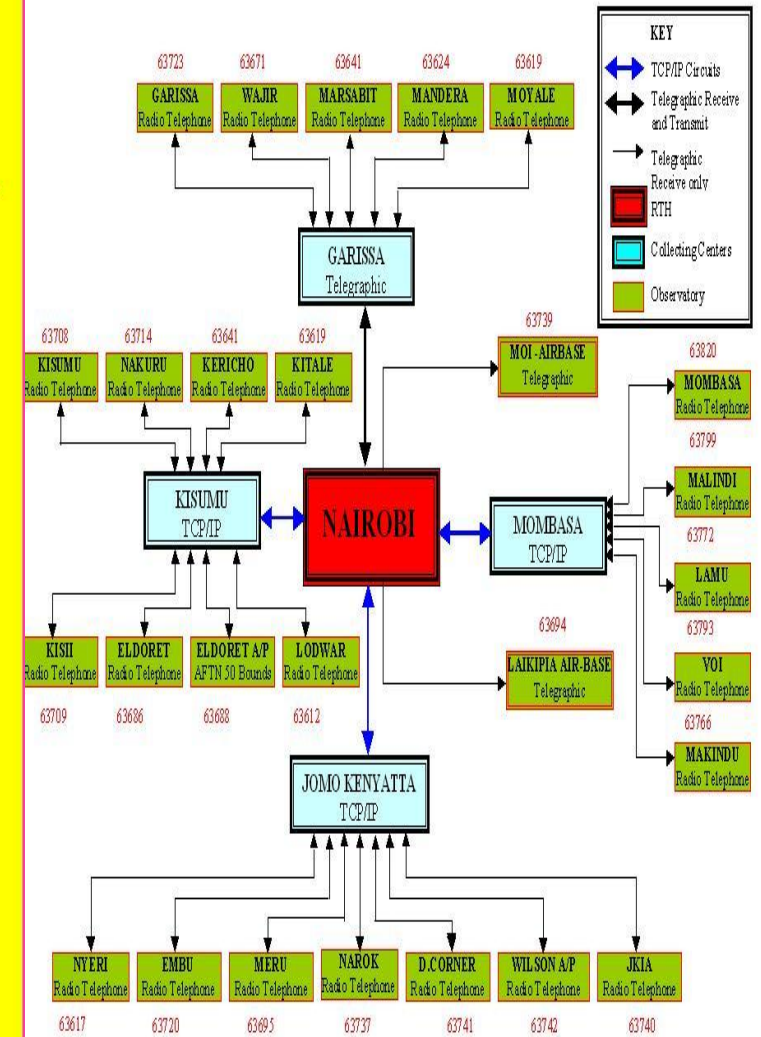 KEY
TCP/IP Circuits
Telegraphic Receive
and Transmit
Telegraphic
Receive only
RTH
Collecting Centers
Observatory
63723
63671
63641
63624
63619
GARISSA
Radio Telephone
WAJIR
Radio Telephone
MARSABIT
Radio Telephone
MANDERA
Radio Telephone
MOYALE
Radio Telephone
GARISSA
Telegraphic
63708
63714
63641
63619
KISUMU
Radio Telephone
NAKURU
Radio Telephone
KERICHO
Radio Telephone
KITALE
Radio Telephone
63739
MOI -AIRBASE
Telegraphic
63820
MOMBASA
Radio Telephone
63799
MALINDI
Radio Telephone
63772
LAMU
Radio Telephone
63793
VOI
Radio Telephone
63766
MAKINDU
Radio Telephone
KISUMU
TCP/IP
NAIROBI
MOMBASA
TCP/IP
KISII
Radio Telephone
ELDORET
Radio Telephone
ELDORET A/P
AFTN 50 Bounds
LODWAR
Radio Telephone
63709
63686
63688
63612
63694
LAIKIPIA AIR-BASE
Telegraphic
JOMO KENYATTA
TCP/IP
NYERI
Radio Telephone
EMBU
Radio Telephone
MERU
Radio Telephone
NAROK
Radio Telephone
D.CORNER
Radio Telephone
WILSON A/P
Radio Telephone
JKIA
Radio Telephone
63617
63720
63695
63737
63741
63742
63740